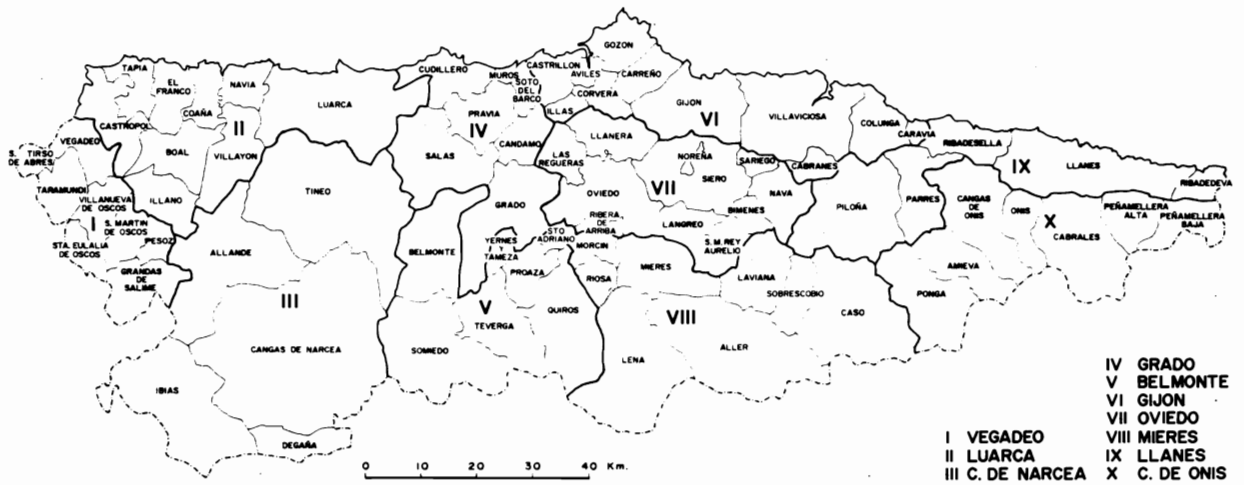 GOZON
CUDILLERO
MUROS
CASTRILLON
AVILES
CARREÑO
SOTO
DEL
BARCO
CORVERA
ILLAS
TAPIA
EL
FRANCO
NAVIA
COAÑA
II
LUARCA
PRAVIA
IV
CANDAMO
SALAS
GIJON
VI
VILLAVICIOSA
COLUNGA
CARAVIA
RIBADESELLA
IX
LLANES
RIBADEDEVA
CASTROPOL
BOAL
VILLAYON
VEGADEO
S. TIRSO
DE ABRES
TARAMUNDI
VILLANUEVA
DE OSCOS
I
S. MARTIN
DE OSCOS
ILLANO
STA. EULALIA
DE OSCOS
PESOZ
GRANDAS
DE
SALIME
TINEO
ALLANDE
III
CANGAS DE NARCEA
IBIAS
DEGAÑA
LAS
REGUERAS
LLANERA
NOREÑA
VII
SIERO
SARIEGO
CABRANES
NAVA
BIMENES
OVIEDO
RIBERA
DE
ARRIBA
LANGREO
S. M. REY
AURELIO
GRADO
BELMONTE
YERNES
Y
TAMEZA
STO
ADRIANO
PROAZA
MORCIN
RIOSA
MIERES
V
TEVERGA
QUIROS
SOMIEDO
LENA
VIII
ALLER
LAVIANA
SOBRESCOBIO
CASO
PILOÑA
PARRES
CANGAS
DE
ONIS
ONIS
X
CABRALES
PEÑAMELLERA
ALTA
PEÑAMELLERA
BAJA
AMIEVA
PONGA
0 10 20 30 40 Km.
I VEGADEO
II LUARCA
III C. DE NARCEA
IV GRADO
V BELMONTE
VI GIJON
VII OVIEDO
VIII MIERES
IX LLANES
X C. DE ONIS